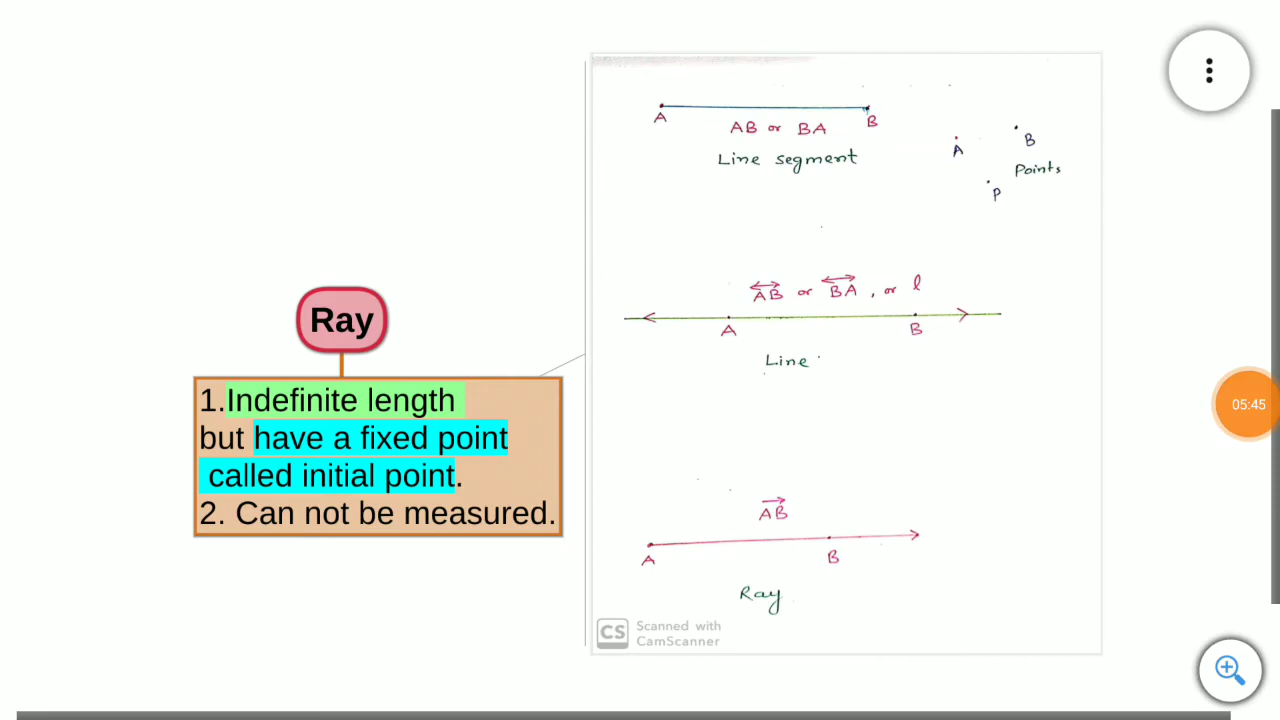 Ray
1.Indefinite length
but have a fixed point
called initial point.
2. Can not be measured.
A
B
AB or BA
Line segment
A
B
Points
P
AB or BA, or l
A
B
Line
AB
A
B
Ray
CS
Scanned with
CamScanner
05:45